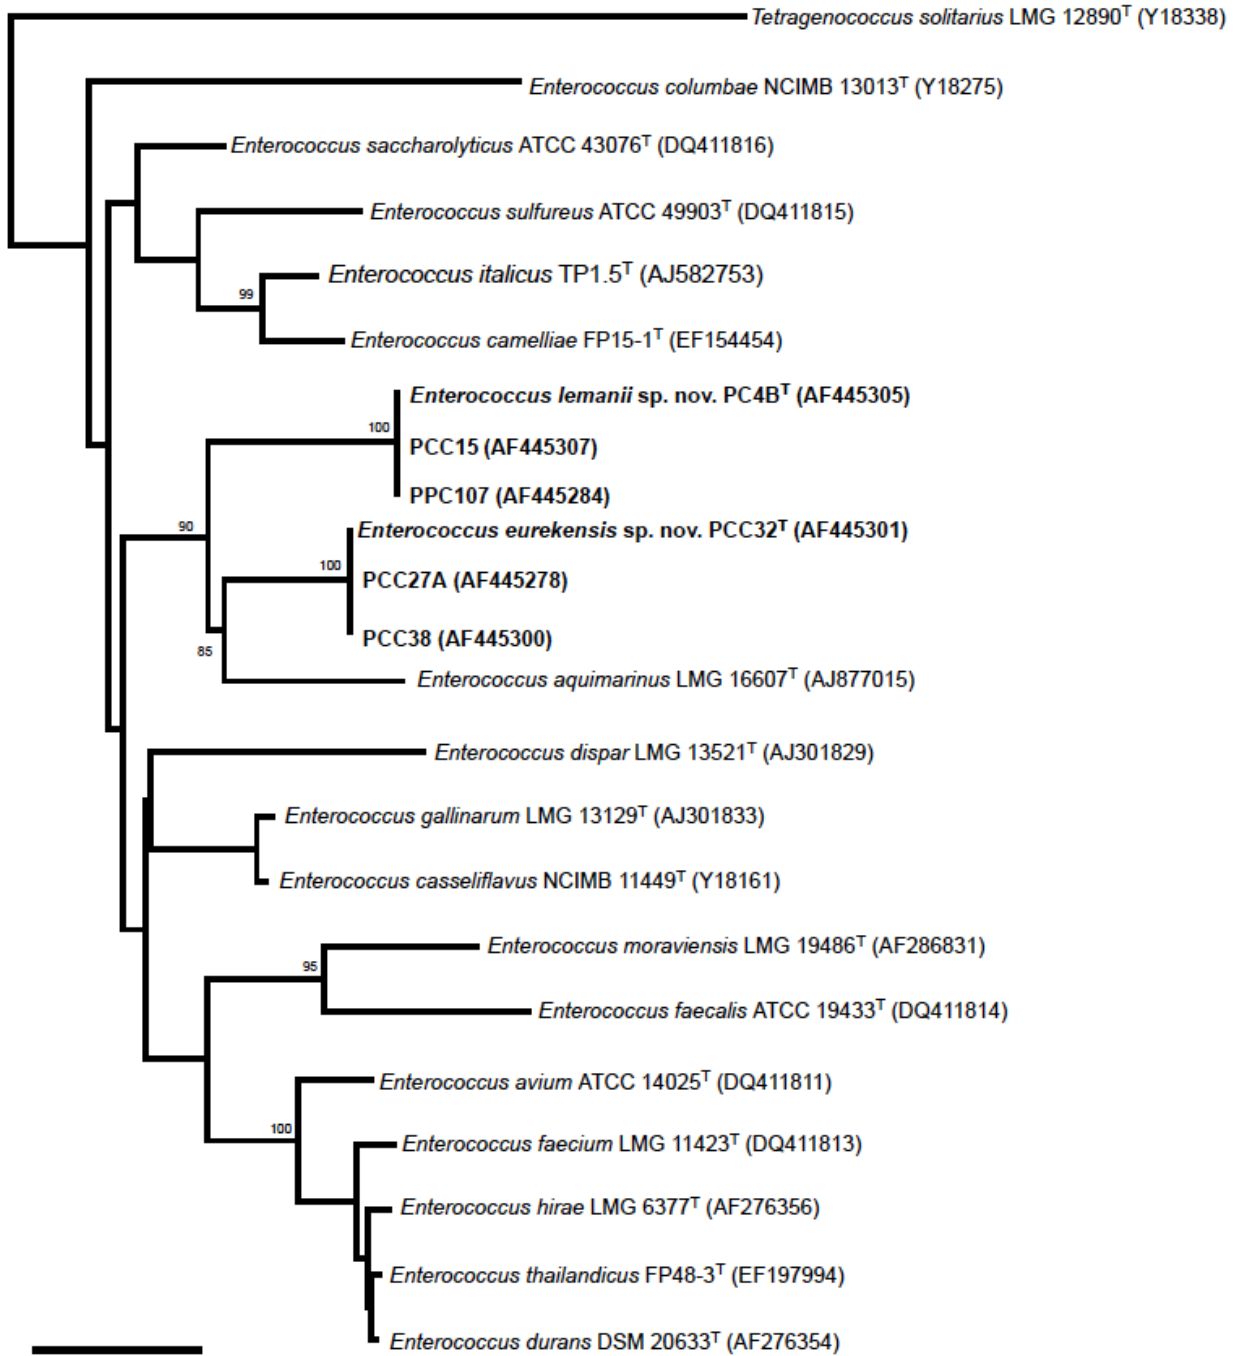 Tetragenococcus solitarius LMG 12890ᵀ (Y18338)
Enterococcus columbae NCIMB 13013ᵀ (Y18275)
Enterococcus saccharolyticus ATCC 43076ᵀ (DQ411816)
Enterococcus sulfureus ATCC 49903ᵀ (DQ411815)
Enterococcus italicus TP1.5ᵀ (AJ582753)
99
Enterococcus camelliae FP15-1ᵀ (EF154454)
Enterococcus lemanii sp. nov. PC4Bᵀ (AF445305)
100
PCC15 (AF445307)
PPC107 (AF445284)
90
Enterococcus eurekensis sp. nov. PCC32ᵀ (AF445301)
100
PCC27A (AF445278)
PCC38 (AF445300)
85
Enterococcus aquimarinus LMG 16607ᵀ (AJ877015)
Enterococcus dispar LMG 13521ᵀ (AJ301829)
Enterococcus gallinarum LMG 13129ᵀ (AJ301833)
Enterococcus casseliflavus NCIMB 11449ᵀ (Y18161)
Enterococcus moraviensis LMG 19486ᵀ (AF286831)
95
Enterococcus faecalis ATCC 19433ᵀ (DQ411814)
Enterococcus avium ATCC 14025ᵀ (DQ411811)
100
Enterococcus faecium LMG 11423ᵀ (DQ411813)
Enterococcus hirae LMG 6377ᵀ (AF276356)
Enterococcus thailandicus FP48-3ᵀ (EF197994)
Enterococcus durans DSM 20633ᵀ (AF276354)